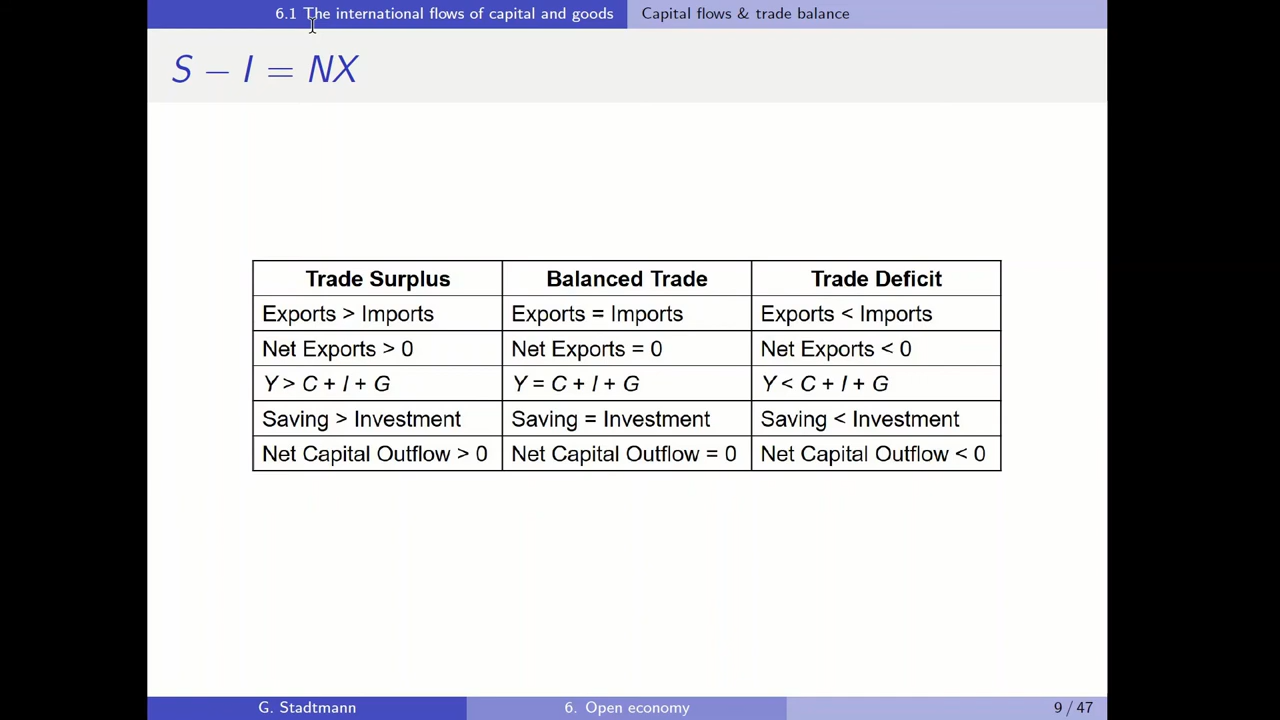 6.1 The international flows of capital and goods Capital flows & trade balance
S − I = NX
Trade Surplus Balanced Trade Trade Deficit
Exports > Imports Exports = Imports Exports < Imports
Net Exports > 0 Net Exports = 0 Net Exports < 0
Y > C + I + G Y = C + I + G Y < C + I + G
Saving > Investment Saving = Investment Saving < Investment
Net Capital Outflow > 0 Net Capital Outflow = 0 Net Capital Outflow < 0
G. Stadtmann 6. Open economy 9 / 47